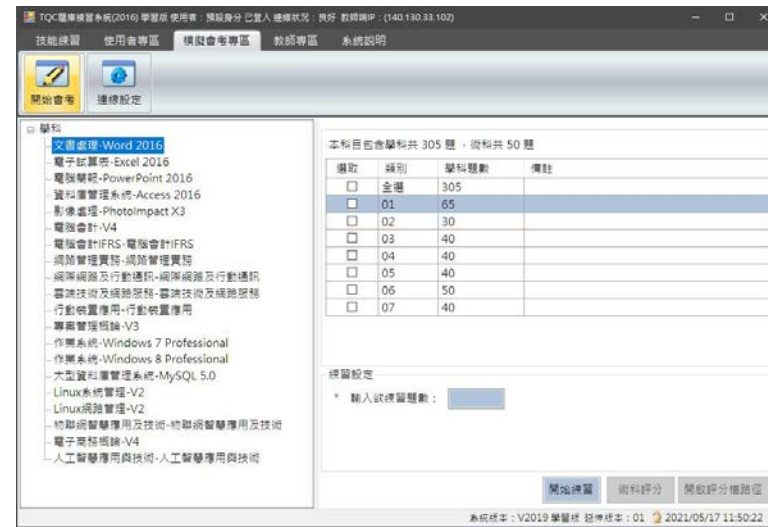 TQC題庫練習系統(2016) 學習版 使用者：預設身分 已登入 連線狀況：良好 教師端IP：(140.130.33.102)
技能練習 使用者專區 模擬會考專區 教師專區 系統說明
開始會考 連線設定
學科
文書處理-Word 2016
電子試算表-Excel 2016
電腦簡報-PowerPoint 2016
資料庫管理系統-Access 2016
影像處理-PhotoImpact X3
電腦會計-V4
電腦會計IFRS-電腦會計IFRS
網路管理實務-網路管理實務
網際網路及行動通訊-網際網路及行動通訊
雲端技術及網路服務-雲端技術及網路服務
行動裝置應用-行動裝置應用
專案管理概論-V3
作業系統-Windows 7 Professional
作業系統-Windows 8 Professional
大型資料庫管理系統-MySQL 5.0
Linux系統管理-V2
Linux網路管理-V2
物聯網智慧應用及技術-物聯網智慧應用及技術
電子商務概論-V4
人工智慧應用與技術-人工智慧應用與技術
本科目包含學科共 305 題，術科共 50 題
選取 類別 學科題數 備註
全選 305
01 65
02 30
03 40
04 40
05 40
06 50
07 40
練習設定
* 輸入欲練習題數：
開始練習 術科評分 開啟評分檔路徑
系統版本：V2019 學習版 延伸版本：01 2021/05/17 11:50:22